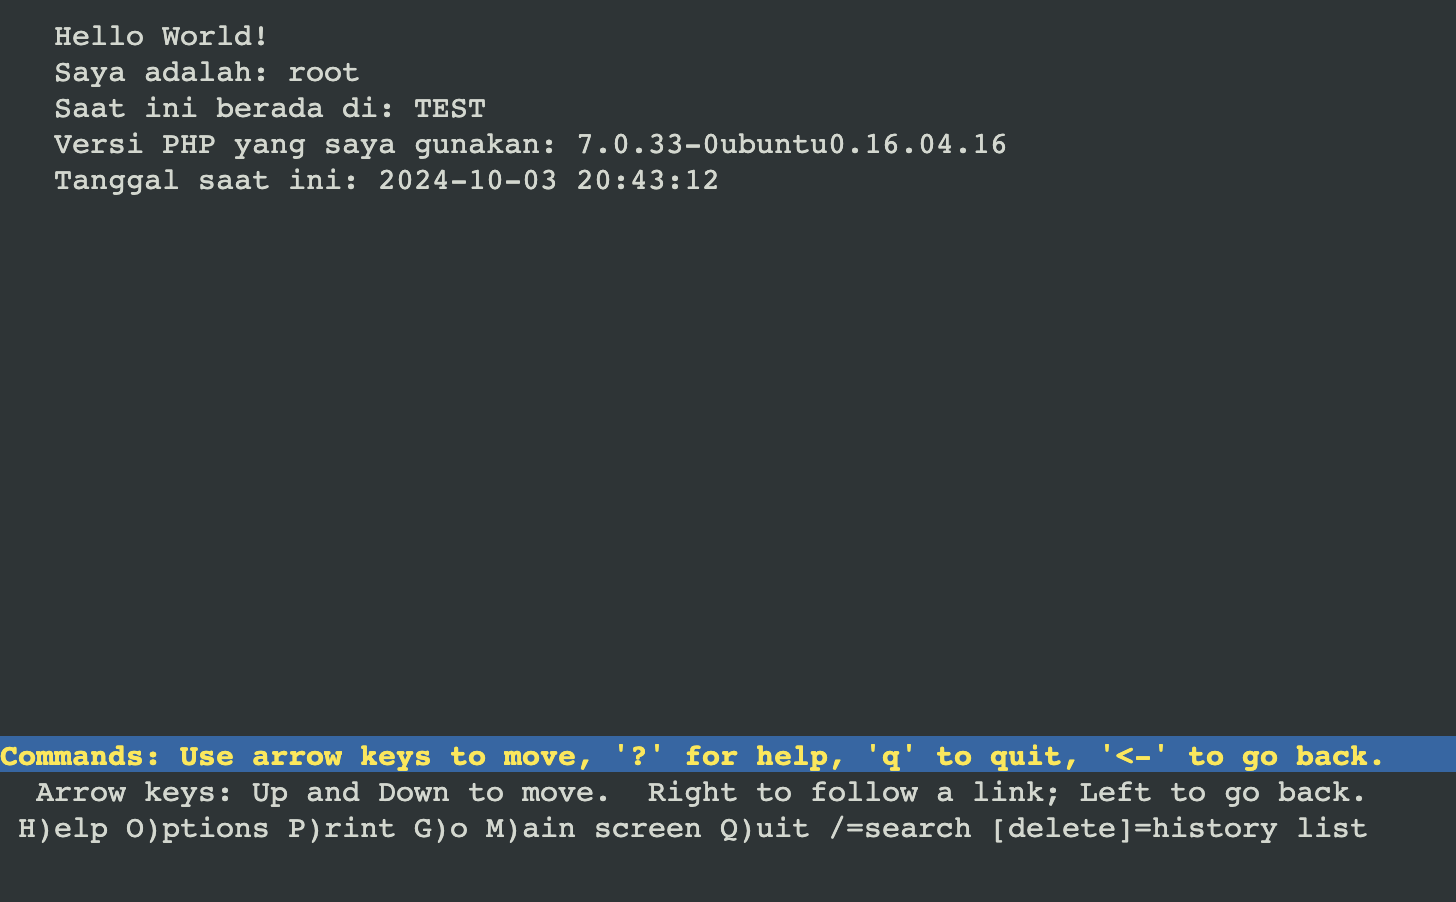 Hello World!
Saya adalah: root
Saat ini berada di: TEST
Versi PHP yang saya gunakan: 7.0.33-0ubuntu0.16.04.16
Tanggal saat ini: 2024-10-03 20:43:12
Commands: Use arrow keys to move, '?' for help, 'q' to quit, '<-' to go back.
Arrow keys: Up and Down to move.  Right to follow a link; Left to go back.
H)elp O)ptions P)rint G)o M)ain screen Q)uit /=search [delete]=history list